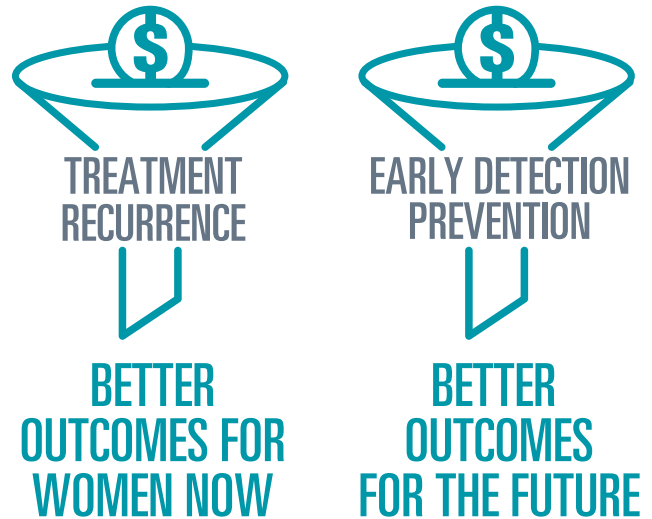 $
TREATMENT
RECURRENCE
BETTER
OUTCOMES FOR
WOMEN NOW
$
EARLY DETECTION
PREVENTION
BETTER
OUTCOMES
FOR THE FUTURE